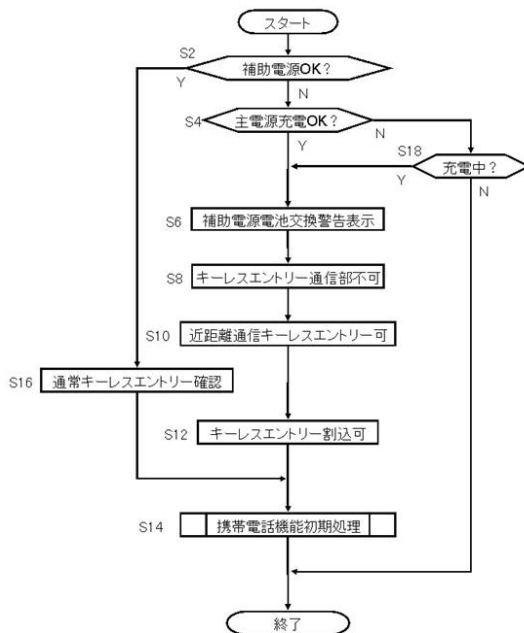 スタート
S2
補助電源OK?
Y
N
S4
主電源充電OK?
N
Y
S18
充電中?
Y
N
S6
補助電源電池交換警告表示
S8
キーレスエントリー通信部不可
S10
近距離通信キーレスエントリー可
S16
通常キーレスエントリー確認
S12
キーレスエントリー割込可
S14
携帯電話機能初期処理
終了